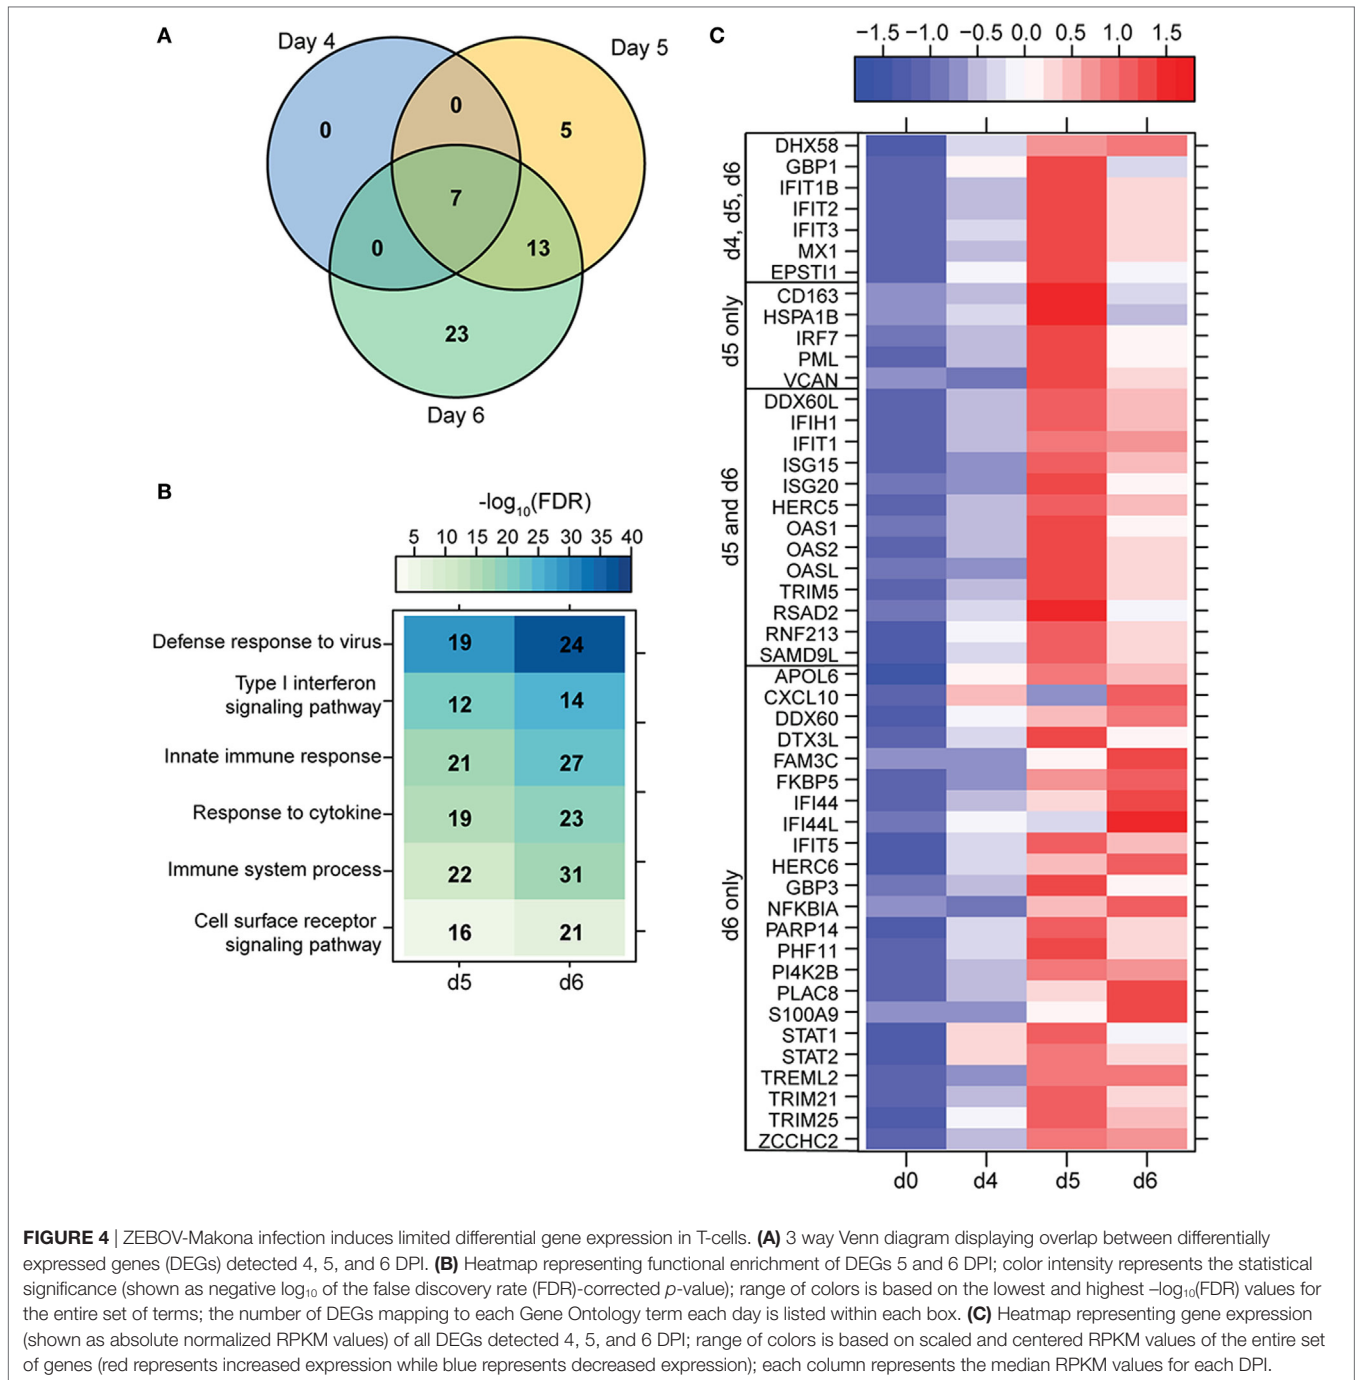 A
Day 4
Day 5
0
0
5
7
0
13
23
Day 6
B
-log10(FDR)
5 10 15 20 25 30 35 40
Defense response to virus
19 24
Type I interferon
signaling pathway
12 14
Innate immune response
21 27
Response to cytokine
19 23
Immune system process
22 31
Cell surface receptor
signaling pathway
16 21
d5 d6
C
−1.5 −1.0 −0.5 0.0 0.5 1.0 1.5
d4, d5, d6
DHX58
GBP1
IFIT1B
IFIT2
IFIT3
MX1
EPSTI1
d5 only
CD163
HSPA1B
IRF7
PML
VCAN
d5 and d6
DDX60L
IFIH1
IFIT1
ISG15
ISG20
HERC5
OAS1
OAS2
OASL
TRIM5
RSAD2
RNF213
SAMD9L
d6 only
APOL6
CXCL10
DDX60
DTX3L
FAM3C
FKBP5
IFI44
IFI44L
IFIT5
HERC6
GBP3
NFKBIA
PARP14
PHF11
PI4K2B
PLAC8
S100A9
STAT1
STAT2
TREML2
TRIM21
TRIM25
ZCCHC2
d0 d4 d5 d6
FIGURE 4 | ZEBOV-Makona infection induces limited differential gene expression in T-cells. (A) 3 way Venn diagram displaying overlap between differentially
expressed genes (DEGs) detected 4, 5, and 6 DPI. (B) Heatmap representing functional enrichment of DEGs 5 and 6 DPI; color intensity represents the statistical
significance (shown as negative log10 of the false discovery rate (FDR)-corrected p-value); range of colors is based on the lowest and highest −log10(FDR) values for
the entire set of terms; the number of DEGs mapping to each Gene Ontology term each day is listed within each box. (C) Heatmap representing gene expression
(shown as absolute normalized RPKM values) of all DEGs detected 4, 5, and 6 DPI; range of colors is based on scaled and centered RPKM values of the entire set
of genes (red represents increased expression while blue represents decreased expression); each column represents the median RPKM values for each DPI.